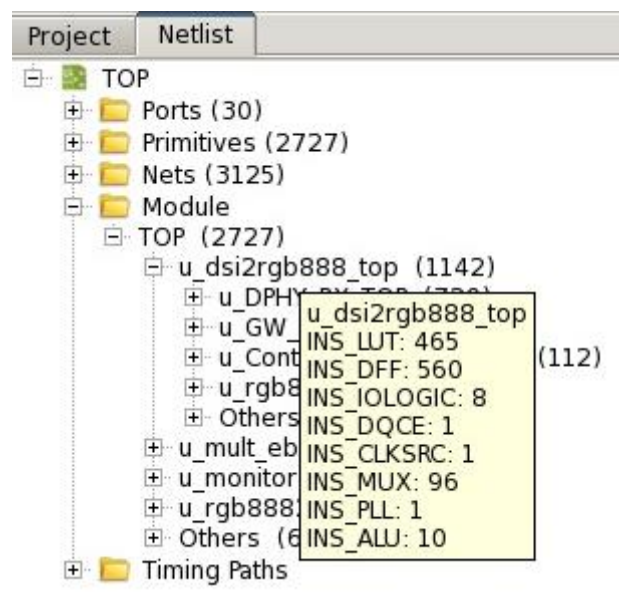 Project Netlist
TOP
Ports (30)
Primitives (2727)
Nets (3125)
Module
TOP (2727)
u_dsi2rgb888_top (1142)
u_DPHY_RX_TOP
u_GW_
u_Cont (112)
u_rgb8
Others
u_mult_eb
u_monitor
u_rgb888
Others (6
Timing Paths
u_dsi2rgb888_top
INS_LUT: 465
INS_DFF: 560
INS_IOLOGIC: 8
INS_DQCE: 1
INS_CLKSRC: 1
INS_MUX: 96
INS_PLL: 1
INS_ALU: 10